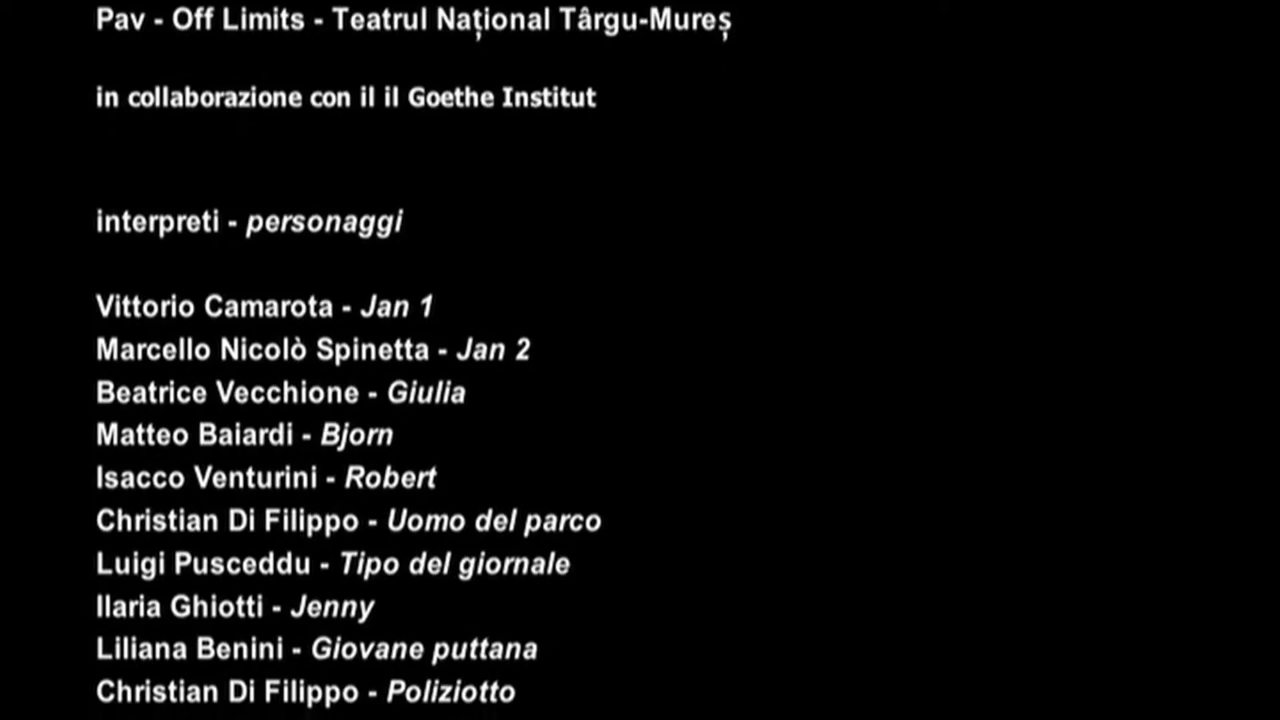 Pav - Off Limits - Teatrul Național Târgu-Mureș
in collaborazione con il il Goethe Institut
interpreti - personaggi
Vittorio Camarota - Jan 1
Marcello Nicolò Spinetta - Jan 2
Beatrice Vecchione - Giulia
Matteo Baiardi - Bjorn
Isacco Venturini - Robert
Christian Di Filippo - Uomo del parco
Luigi Pusceddu - Tipo del giornale
Ilaria Ghiotti - Jenny
Liliana Benini - Giovane puttana
Christian Di Filippo - Poliziotto